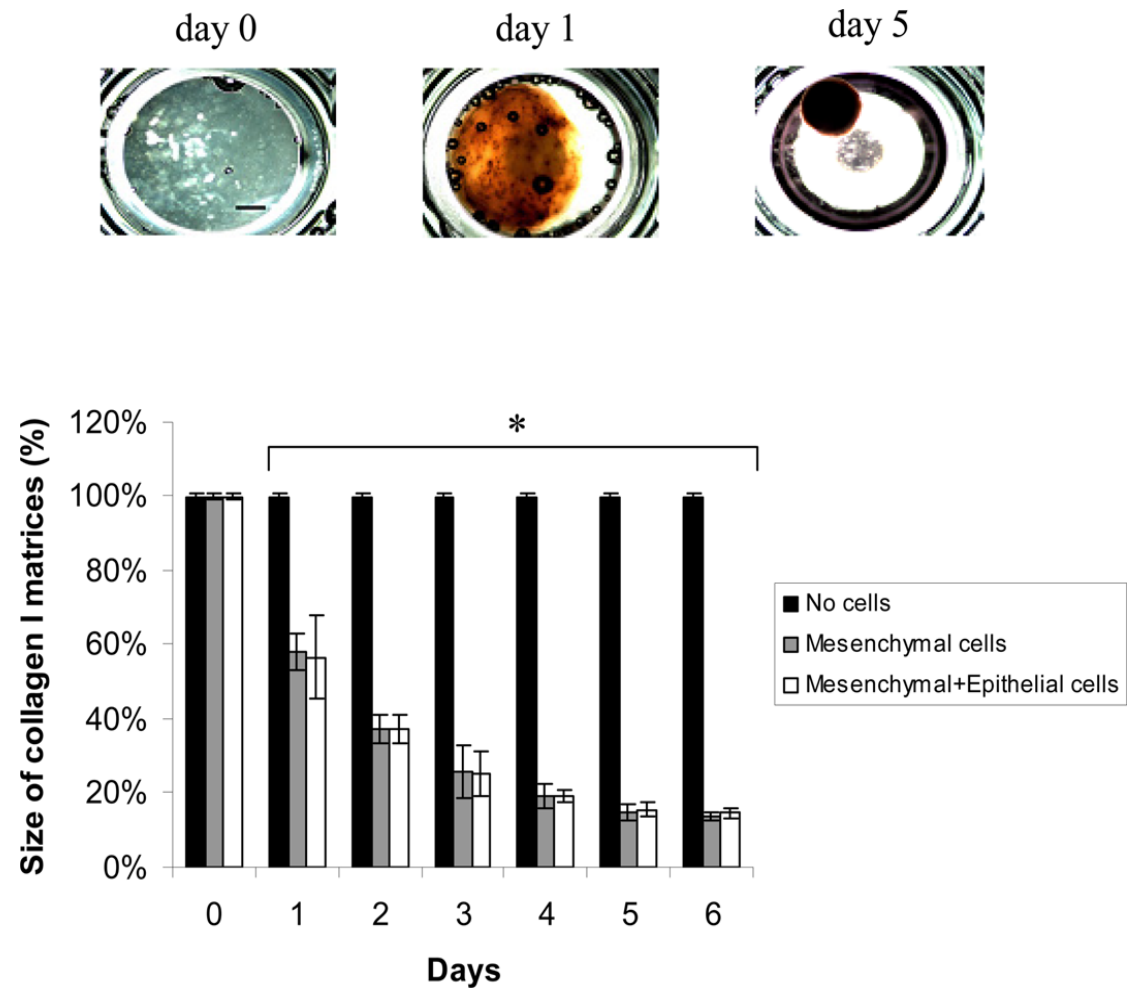 day 0
day 1
day 5
*
Size of collagen I matrices (%)
120%
100%
80%
60%
40%
20%
0%
0 1 2 3 4 5 6
Days
No cells
Mesenchymal cells
Mesenchymal+Epithelial cells